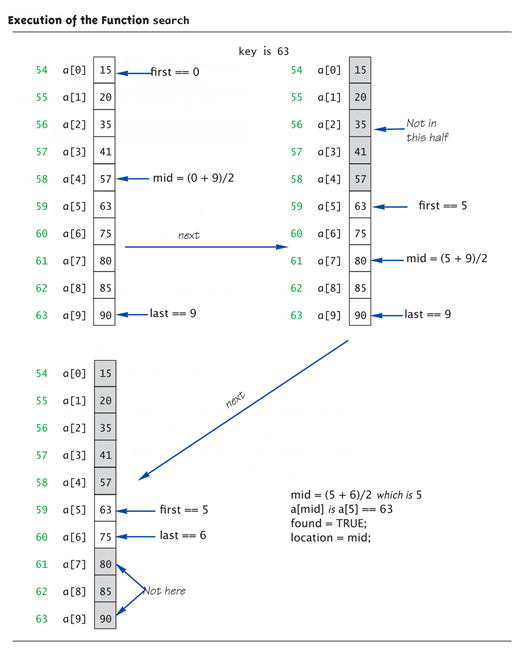 Execution of the Function search
key is 63
54 a[0] 15 first == 0
55 a[1] 20
56 a[2] 35
57 a[3] 41
58 a[4] 57 mid = (0 + 9)/2
59 a[5] 63
60 a[6] 75
61 a[7] 80
62 a[8] 85
63 a[9] 90 last == 9
next
54 a[0] 15
55 a[1] 20
56 a[2] 35
57 a[3] 41
58 a[4] 57
Not in
this half
59 a[5] 63 first == 5
60 a[6] 75
61 a[7] 80 mid = (5 + 9)/2
62 a[8] 85
63 a[9] 90 last == 9
next
54 a[0] 15
55 a[1] 20
56 a[2] 35
57 a[3] 41
58 a[4] 57
59 a[5] 63 first == 5
60 a[6] 75 last == 6
61 a[7] 80
62 a[8] 85 Not here
63 a[9] 90
mid = (5 + 6)/2 which is 5
a[mid] is a[5] == 63
found = TRUE;
location = mid;